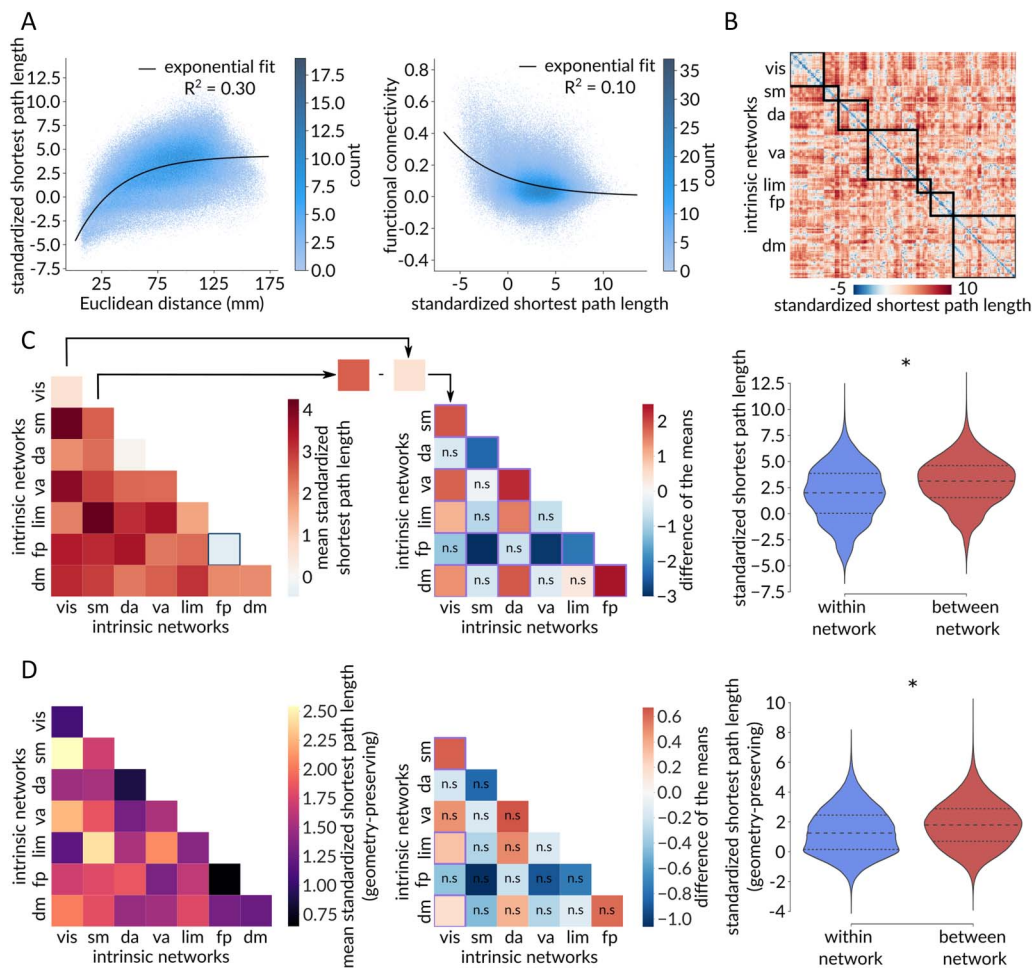 A
B
standardized shortest path length
12.5
10.0
7.5
5.0
2.5
0.0
-2.5
-5.0
-7.5
exponential fit
R² = 0.30
25
75
125
175
Euclidean distance (mm)
17.5
15.0
12.5
10.0
7.5
5.0
2.5
0.0
count
functional connectivity
0.8
0.6
0.4
0.2
0.0
-0.2
-0.4
exponential fit
R² = 0.10
-5
0
5
10
standardized shortest path length
35
30
25
20
15
10
5
0
count
intrinsic networks
vis
sm
da
va
lim
fp
dm
-5
10
standardized shortest path length
C
-
intrinsic networks
vis
sm
da
va
lim
fp
dm
vis sm da va lim fp dm
intrinsic networks
4
3
2
1
0
mean standardized
shortest path length
intrinsic networks
sm
da
n.s
va
n.s
lim
n.s
fp
n.s n.s
dm
n.s n.s n.s
vis sm da va lim fp
intrinsic networks
2
1
0
−1
−2
−3
difference of the means
*
standardized shortest path length
12.5
10.0
7.5
5.0
2.5
0.0
−2.5
−5.0
−7.5
within
network
between
network
D
intrinsic networks
vis
sm
da
va
lim
fp
dm
vis sm da va lim fp dm
intrinsic networks
2.50
2.25
2.00
1.75
1.50
1.25
1.00
0.75
mean standardized shortest path length
(geometry-preserving)
intrinsic networks
sm
da
n.s n.s
va
n.s n.s n.s
lim
n.s n.s n.s
fp
n.s n.s n.s n.s n.s
dm
n.s n.s n.s n.s n.s
vis sm da va lim fp
intrinsic networks
0.6
0.4
0.2
0.0
−0.2
−0.4
−0.6
−0.8
−1.0
difference of the means
*
standardized shortest path length
(geometry-preserving)
10
8
6
4
2
0
−2
−4
within
network
between
network